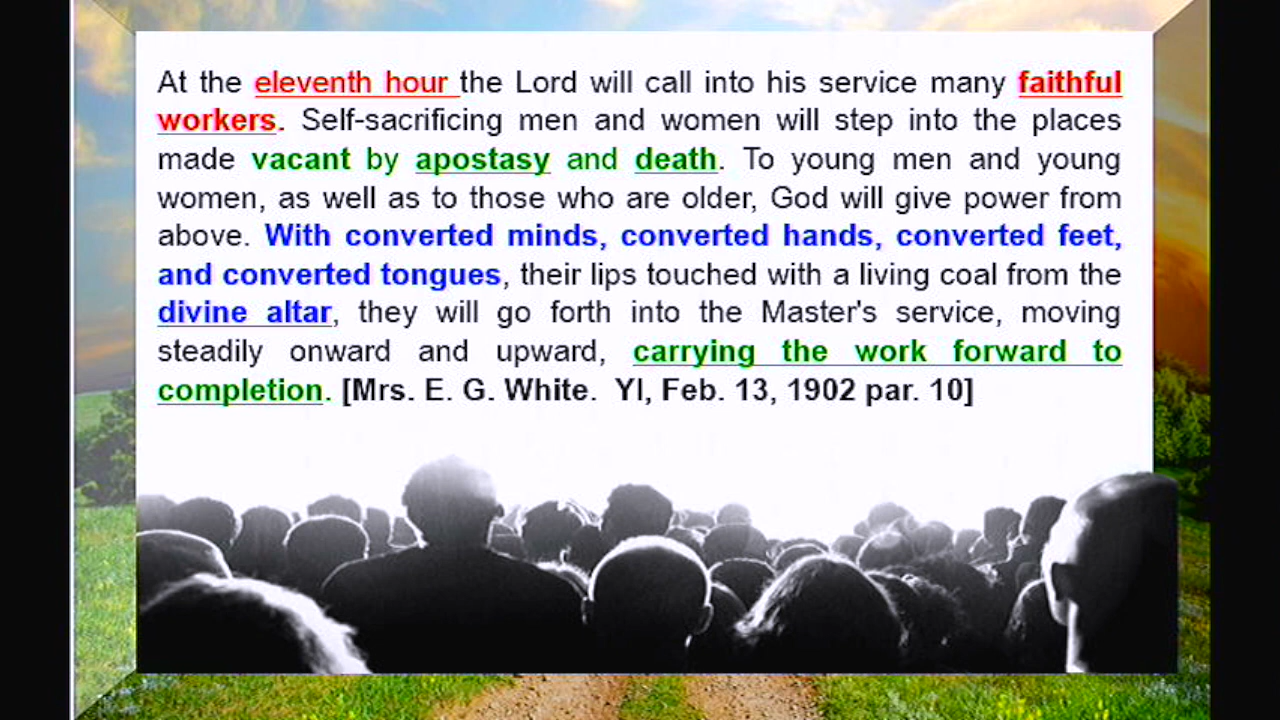 At the eleventh hour the Lord will call into his service many faithful
workers. Self-sacrificing men and women will step into the places
made vacant by apostasy and death. To young men and young
women, as well as to those who are older, God will give power from
above. With converted minds, converted hands, converted feet,
and converted tongues, their lips touched with a living coal from the
divine altar, they will go forth into the Master's service, moving
steadily onward and upward, carrying the work forward to
completion. [Mrs. E. G. White. YI, Feb. 13, 1902 par. 10]